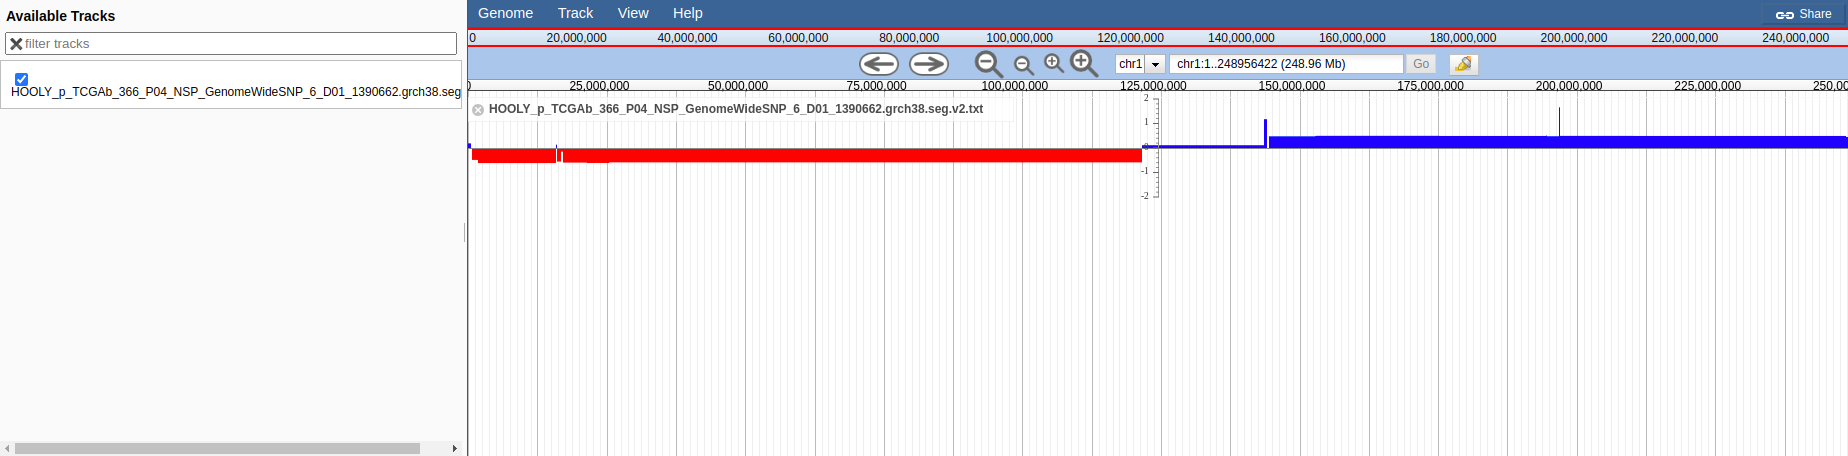 Available Tracks
filter tracks
HOOLY_p_TCGAb_366_P04_NSP_GenomeWideSNP_6_D01_1390662.grch38.seg
Genome Track View Help Share
0 20,000,000 40,000,000 60,000,000 80,000,000 100,000,000 120,000,000 140,000,000 160,000,000 180,000,000 200,000,000 220,000,000 240,000,000
chr1 chr1:1..248956422 (248.96 Mb) Go
0 25,000,000 50,000,000 75,000,000 100,000,000 125,000,000 150,000,000 175,000,000 200,000,000 225,000,000 250,0
HOOLY_p_TCGAb_366_P04_NSP_GenomeWideSNP_6_D01_1390662.grch38.seg.v2.txt
2
1
0
-1
-2